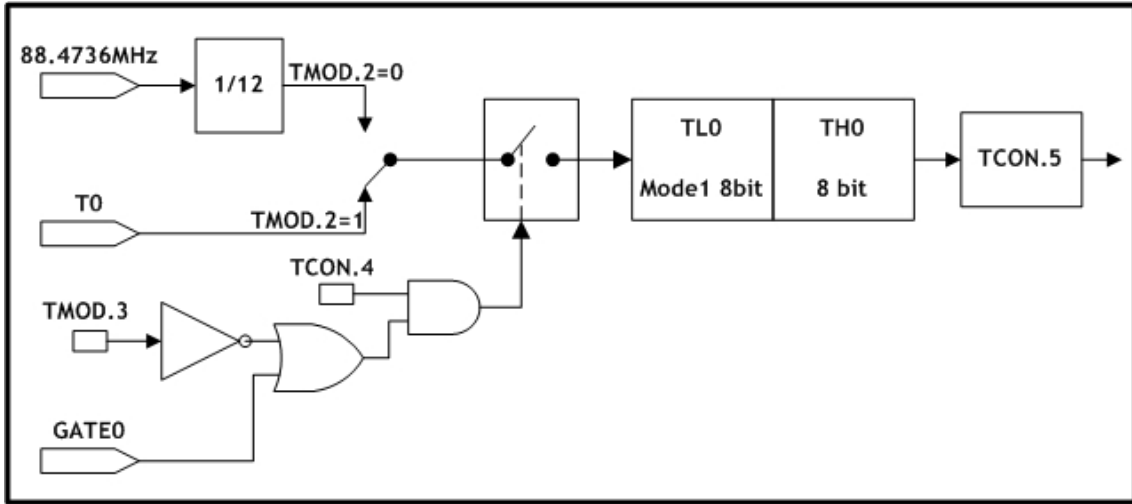 88.4736MHz
1/12
TMOD.2=0
TL0
TH0
TCON.5
Mode1 8bit
8 bit
T0
TMOD.2=1
TCON.4
TMOD.3
GATE0